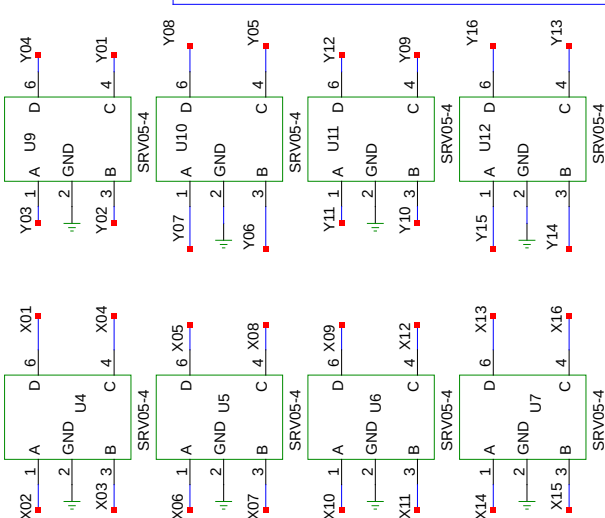 Y04 Y01 Y08 Y05 Y12 Y09 Y16 Y13
6 4 6 4 6 4 6 4
D C D C D C D C
U9 U10 U11 U12
SRV05-4 SRV05-4 SRV05-4 SRV05-4
A GND B A GND B A GND B A GND B
1 2 3 1 2 3 1 2 3 1 2 3
Y03 Y02 Y07 Y06 Y11 Y10 Y15 Y14
X01 X04 X05 X08 X09 X12 X13 X16
6 4 6 4 6 4 6 4
D C D C D C D C
U4 U5 U6 U7
SRV05-4 SRV05-4 SRV05-4 SRV05-4
A GND B A GND B A GND B A GND B
1 2 3 1 2 3 1 2 3 1 2 3
X02 X03 X06 X07 X10 X11 X14 X15